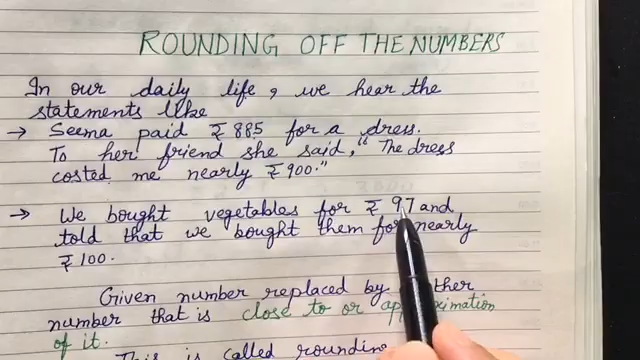 ROUNDING OFF THE NUMBERS
In our daily life, we hear the
statements like
→ Seema paid ₹885 for a dress.
To her friend she said, "The dress
costed me nearly ₹900."
→ We bought vegetables for ₹97 and
told that we bought them for nearly
₹100.
Given number replaced by
number that is close to or approximation
of it.
This is called rounding